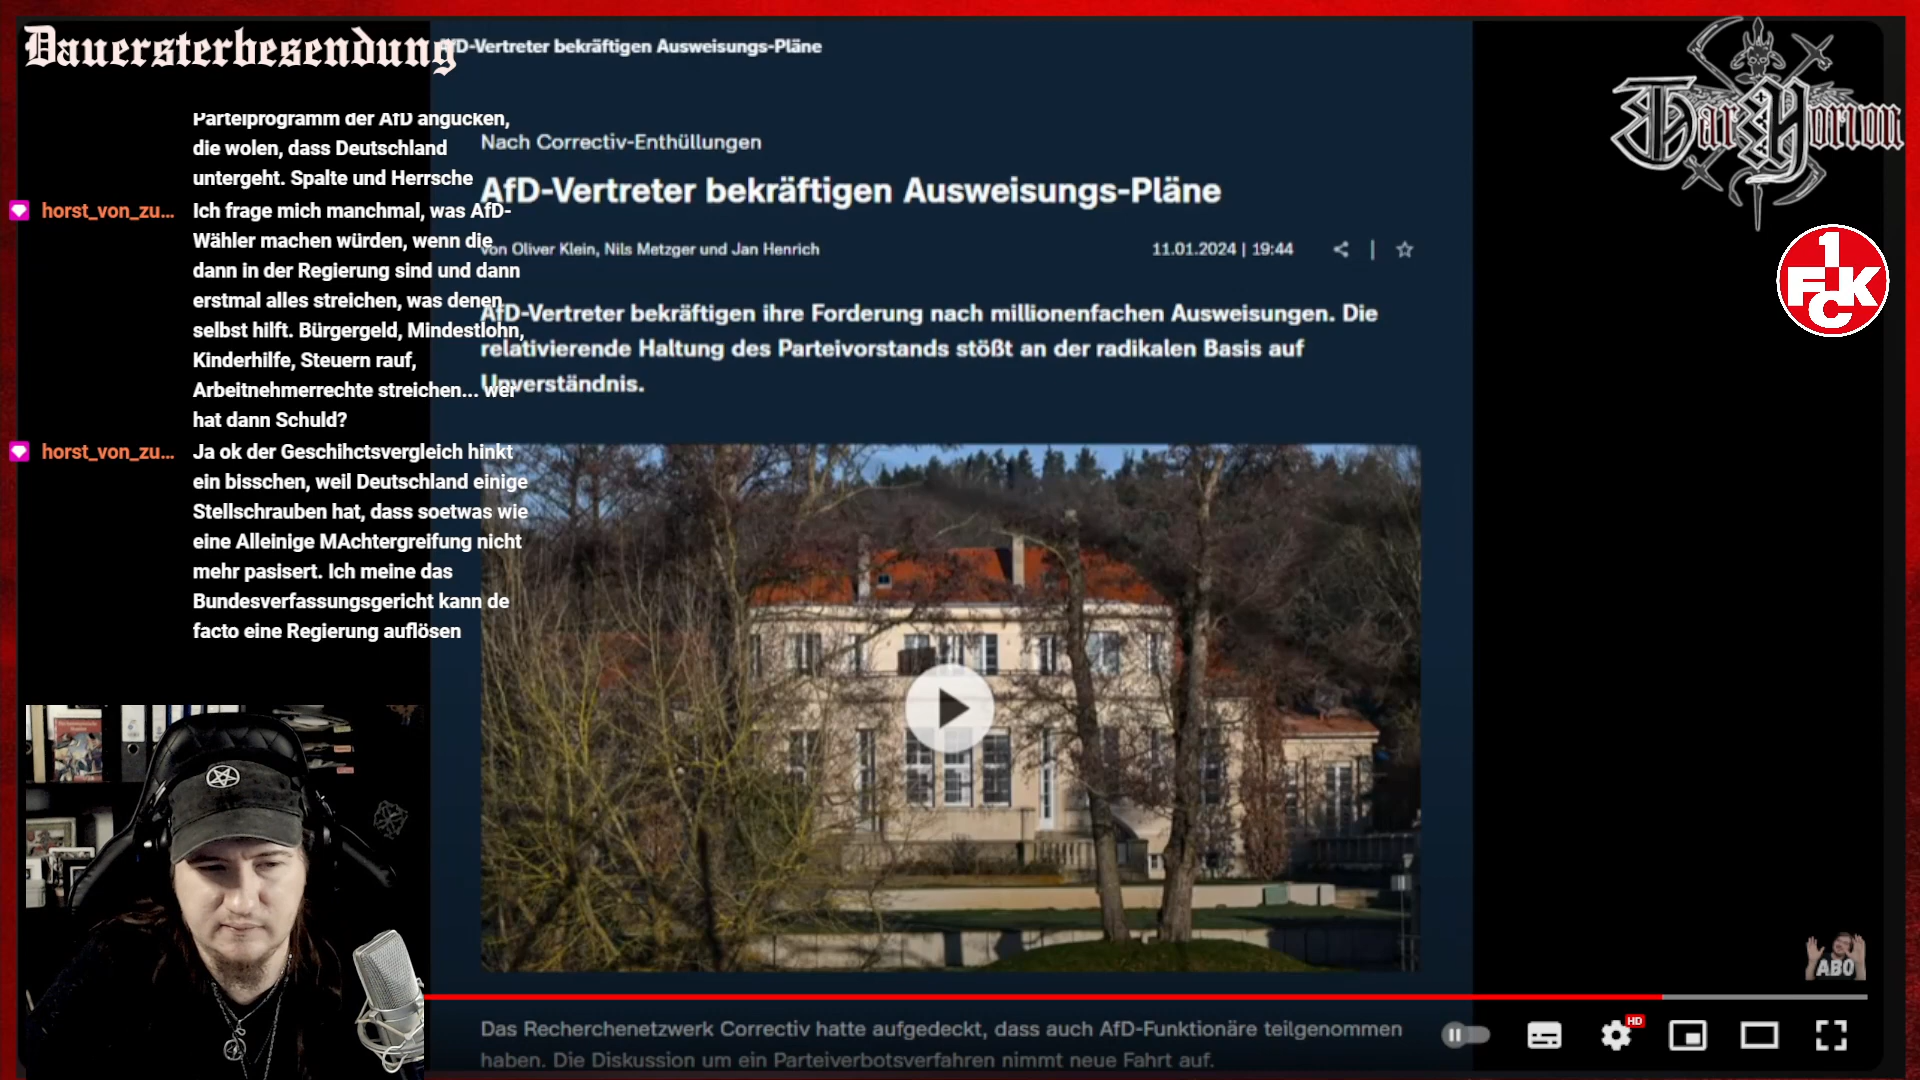 Dauersterbesendung
Parteiprogramm der AfD angucken,
die wolen, dass Deutschland
untergeht. Spalte und Herrsche
horst_von_zu...
Ich frage mich manchmal, was AfD-
Wähler machen würden, wenn die
dann in der Regierung sind und dann
erstmal alles streichen, was denen
selbst hilft. Bürgergeld, Mindestlohn,
Kinderhilfe, Steuern rauf,
Arbeitnehmerrechte streichen... wer
hat dann Schuld?
horst_von_zu...
Ja ok der Geschihctsvergleich hinkt
ein bisschen, weil Deutschland einige
Stellschrauben hat, dass soetwas wie
eine Alleinige MAchtergreifung nicht
mehr pasisert. Ich meine das
Bundesverfassungsgericht kann de
facto eine Regierung auflösen
AfD-Vertreter bekräftigen Ausweisungs-Pläne
Nach Correctiv-Enthüllungen
AfD-Vertreter bekräftigen Ausweisungs-Pläne
von Oliver Klein, Nils Metzger und Jan Henrich
11.01.2024 | 19:44
AfD-Vertreter bekräftigen ihre Forderung nach millionenfachen Ausweisungen. Die
relativierende Haltung des Parteivorstands stößt an der radikalen Basis auf
Unverständnis.
Das Recherchenetzwerk Correctiv hatte aufgedeckt, dass auch AfD-Funktionäre teilgenommen
haben. Die Diskussion um ein Parteiverbotsverfahren nimmt neue Fahrt auf.
1
FCK
ABO
HD